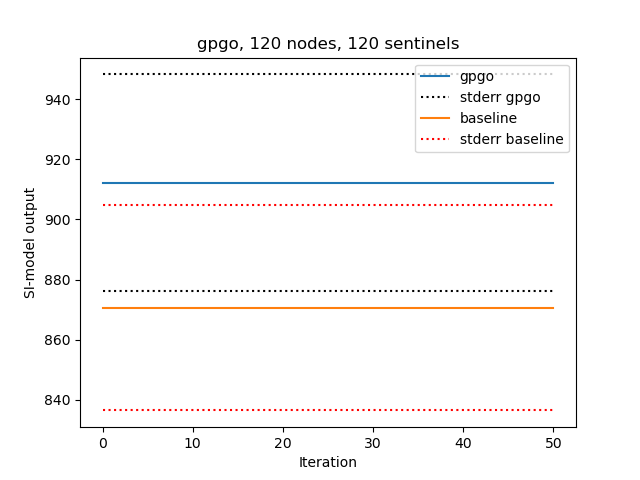 gpgo, 120 nodes, 120 sentinels
gpgo
stderr gpgo
baseline
stderr baseline
SI-model output
940
920
900
880
860
840
0 10 20 30 40 50
Iteration